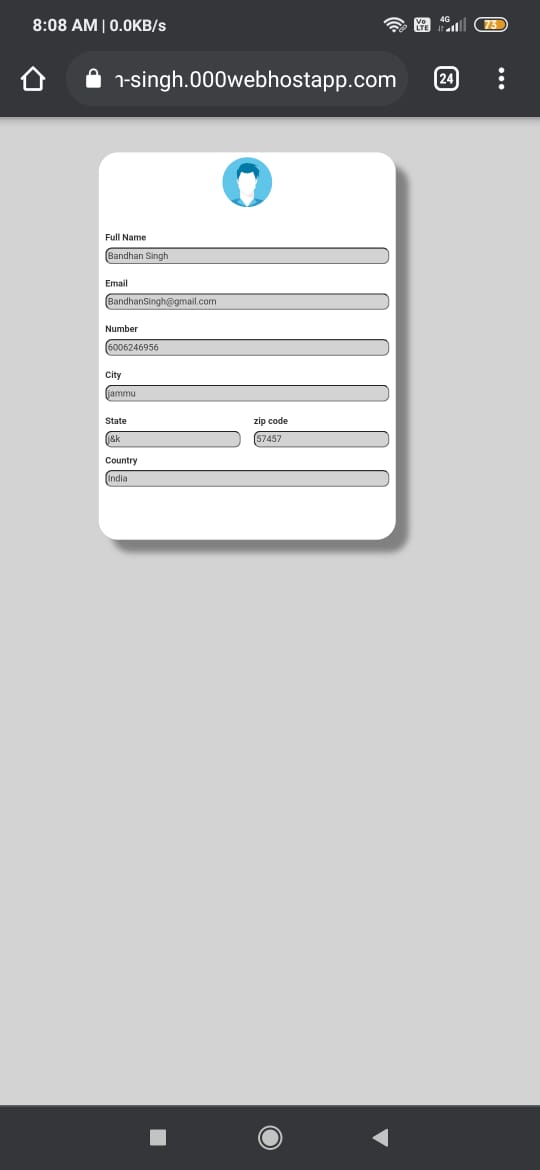 8:08 AM | 0.0KB/s
Vo LTE
4G
73
-singh.000webhostapp.com
24
Full Name
Bandhan Singh
Email
BandhanSingh@gmail.com
Number
6006246956
City
jammu
State
zip code
j&k
57457
Country
India